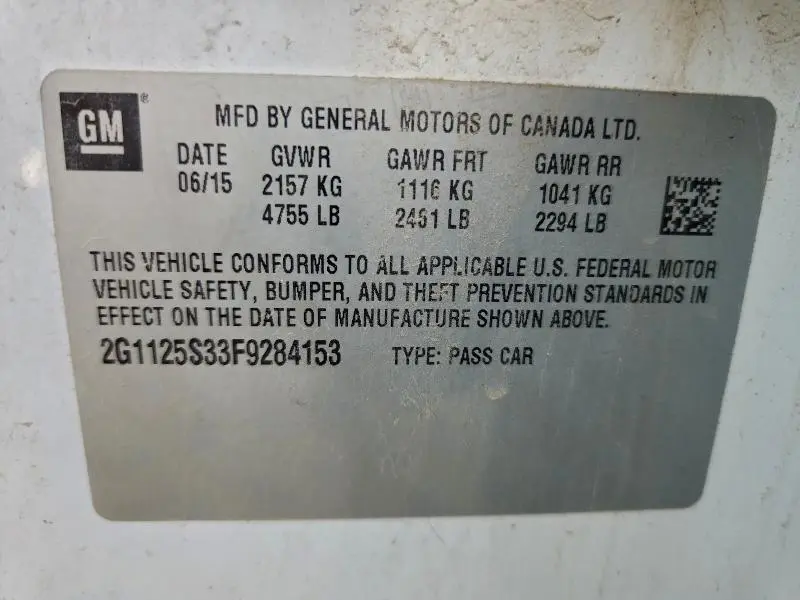 GM ®
MFD BY GENERAL MOTORS OF CANADA LTD.
DATE GVWR GAWR FRT GAWR RR
06/15 2157 KG 1116 KG 1041 KG
4755 LB 2461 LB 2294 LB
THIS VEHICLE CONFORMS TO ALL APPLICABLE U.S. FEDERAL MOTOR
VEHICLE SAFETY, BUMPER, AND THEFT PREVENTION STANDARDS IN
EFFECT ON THE DATE OF MANUFACTURE SHOWN ABOVE.
2G1125S33F9284153 TYPE: PASS CAR